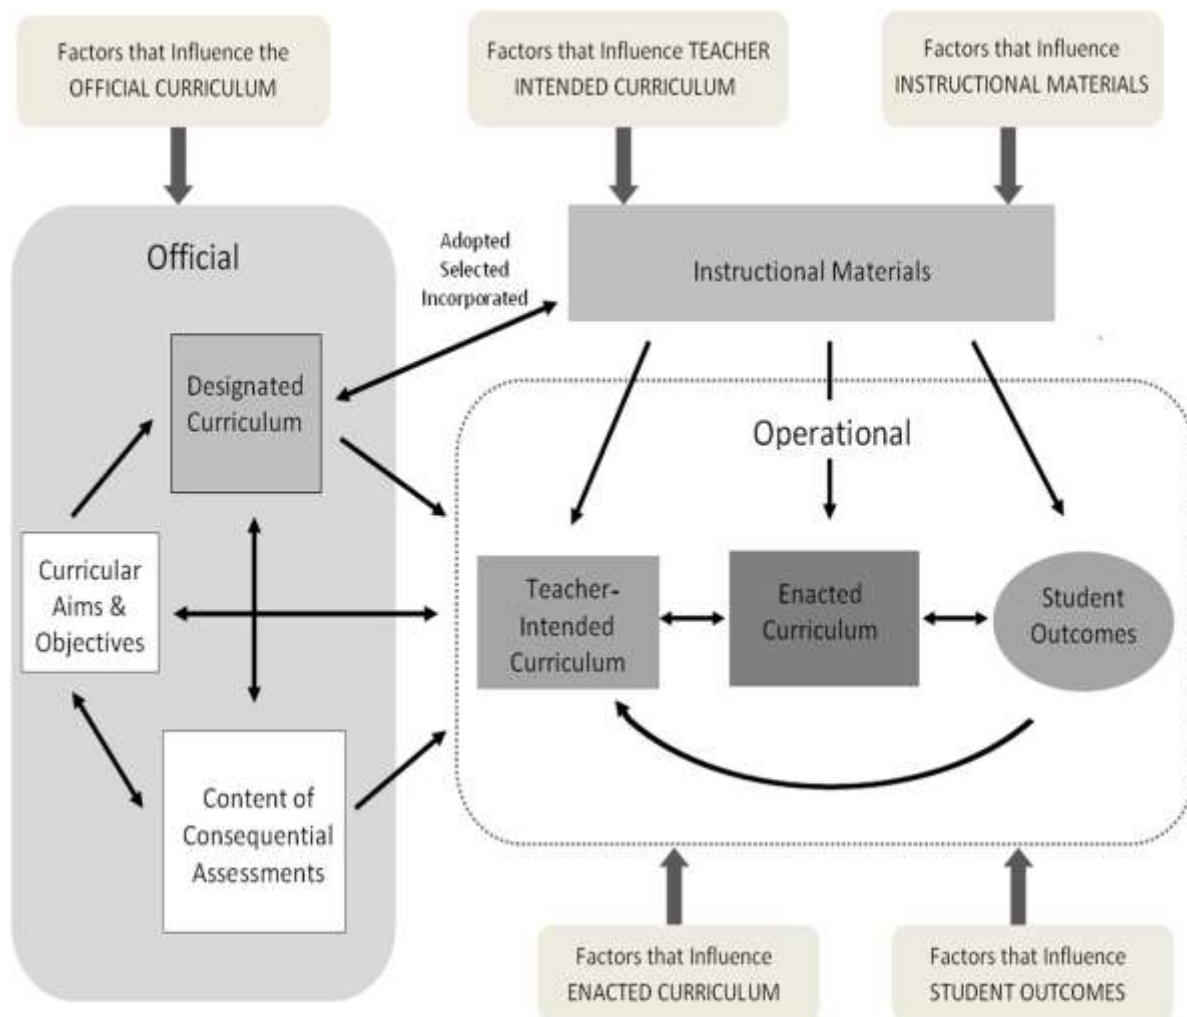 Factors that Influence the
OFFICIAL CURRICULUM
Factors that Influence TEACHER
INTENDED CURRICULUM
Factors that Influence
INSTRUCTIONAL MATERIALS
Official
Adopted
Selected
Incorporated
Instructional Materials
Designated
Curriculum
Operational
Curricular
Aims &
Objectives
Teacher-
Intended
Curriculum
Enacted
Curriculum
Student
Outcomes
Content of
Consequential
Assessments
Factors that Influence
ENACTED CURRICULUM
Factors that Influence
STUDENT OUTCOMES